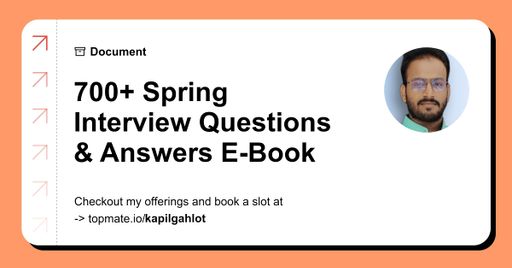 Document
700+ Spring
Interview Questions
& Answers E-Book
Checkout my offerings and book a slot at
-> topmate.io/kapilgahlot